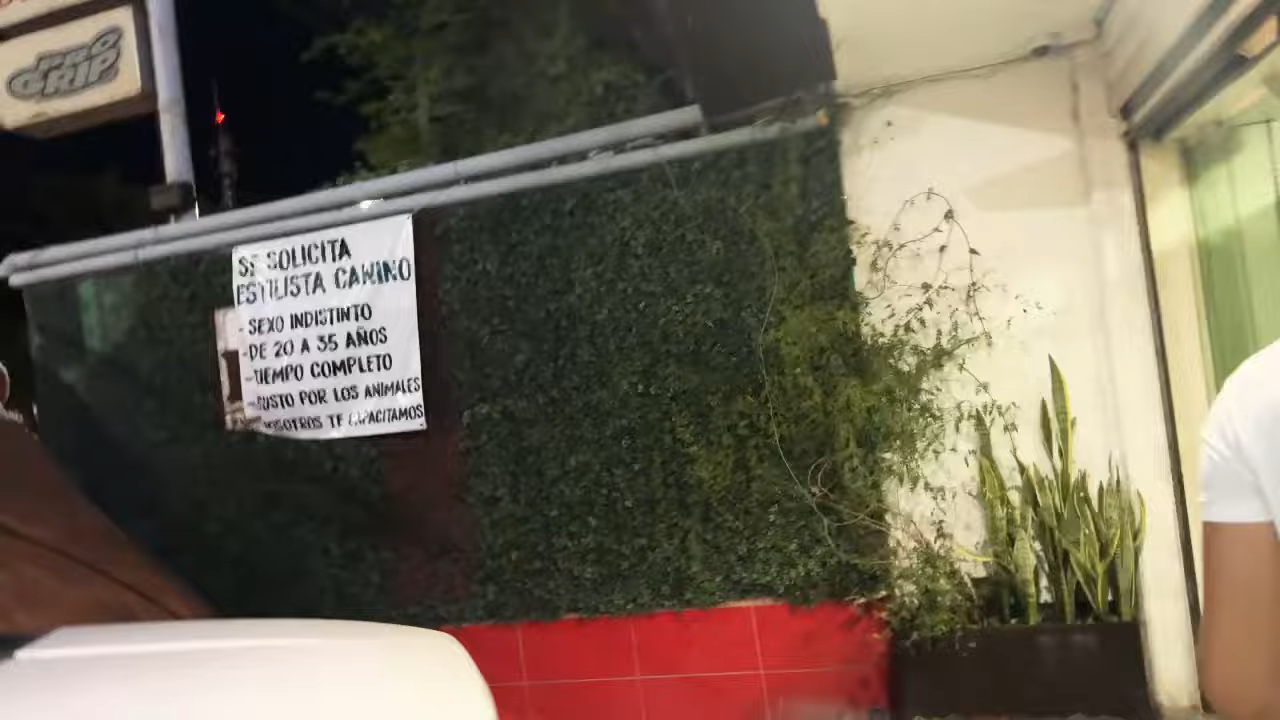 PRO
GRIP
SE SOLICITA
ESTILISTA CANINO
- SEXO INDISTINTO
- DE 20 A 35 AÑOS
- TIEMPO COMPLETO
- GUSTO POR LOS ANIMALES
NOSOTROS TE CAPACITAMOS